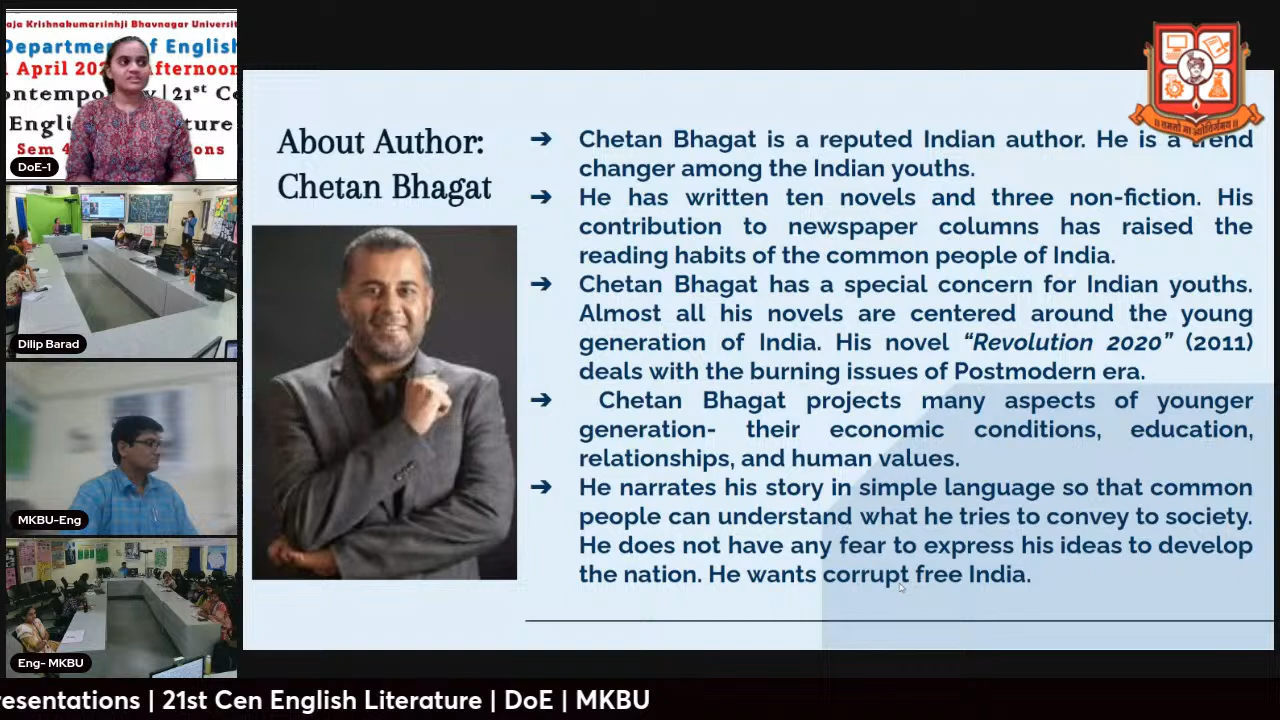 aja Krishnakumarsinhji Bhavnagar Universit
Department of English
April 202 Afternoon
ontempo y|21st Ce
Engli ture
Sem 4 ons
DoE-1
Dilip Barad
MKBU-Eng
Eng- MKBU
About Author:
Chetan Bhagat
➔ Chetan Bhagat is a reputed Indian author. He is a trend
changer among the Indian youths.
➔ He has written ten novels and three non-fiction. His
contribution to newspaper columns has raised the
reading habits of the common people of India.
➔ Chetan Bhagat has a special concern for Indian youths.
Almost all his novels are centered around the young
generation of India. His novel “Revolution 2020” (2011)
deals with the burning issues of Postmodern era.
➔ Chetan Bhagat projects many aspects of younger
generation- their economic conditions, education,
relationships, and human values.
➔ He narrates his story in simple language so that common
people can understand what he tries to convey to society.
He does not have any fear to express his ideas to develop
the nation. He wants corrupt free India.
resentations | 21st Cen English Literature | DoE | MKBU